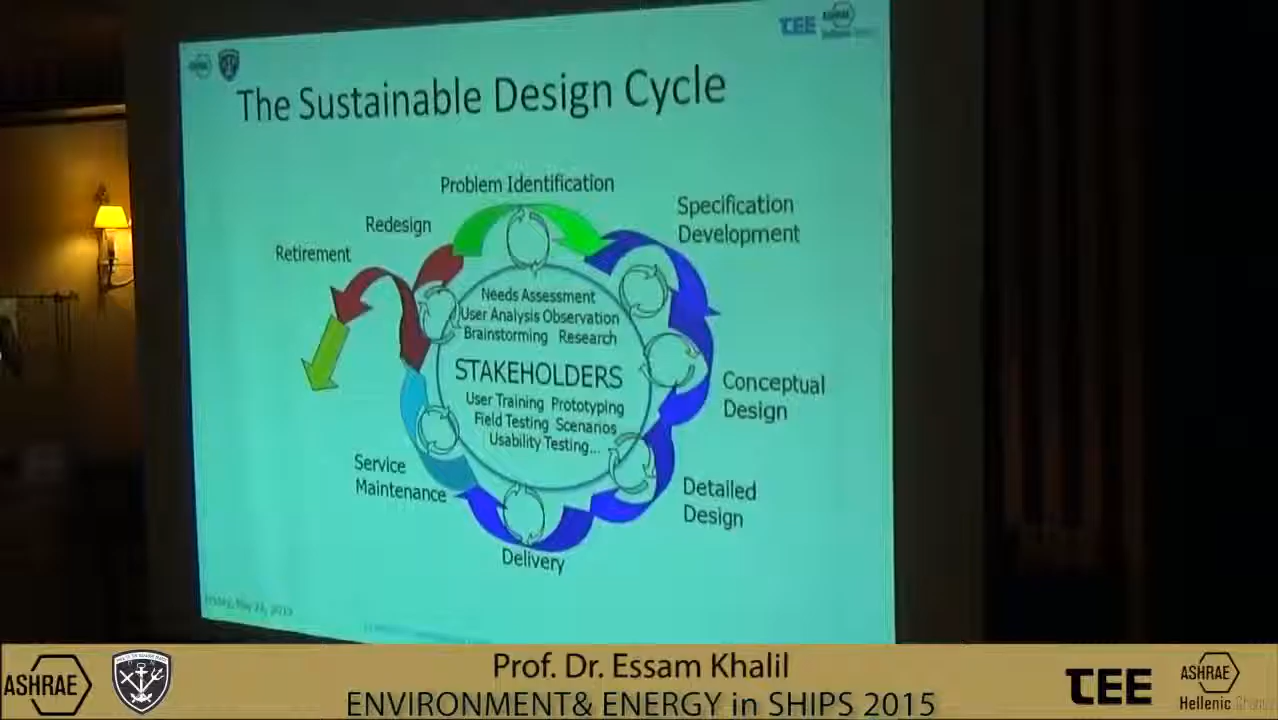 TEE
ASHRAE
The Sustainable Design Cycle
Problem Identification
Specification
Development
Redesign
Retirement
Needs Assessment
User Analysis Observation
Brainstorming Research
STAKEHOLDERS
User Training Prototyping
Field Testing Scenarios
Usability Testing...
Conceptual
Design
Service
Maintenance
Detailed
Design
Delivery
ASHRAE
Prof. Dr. Essam Khalil
ENVIRONMENT& ENERGY in SHIPS 2015
TEE
ASHRAE
Hellenic